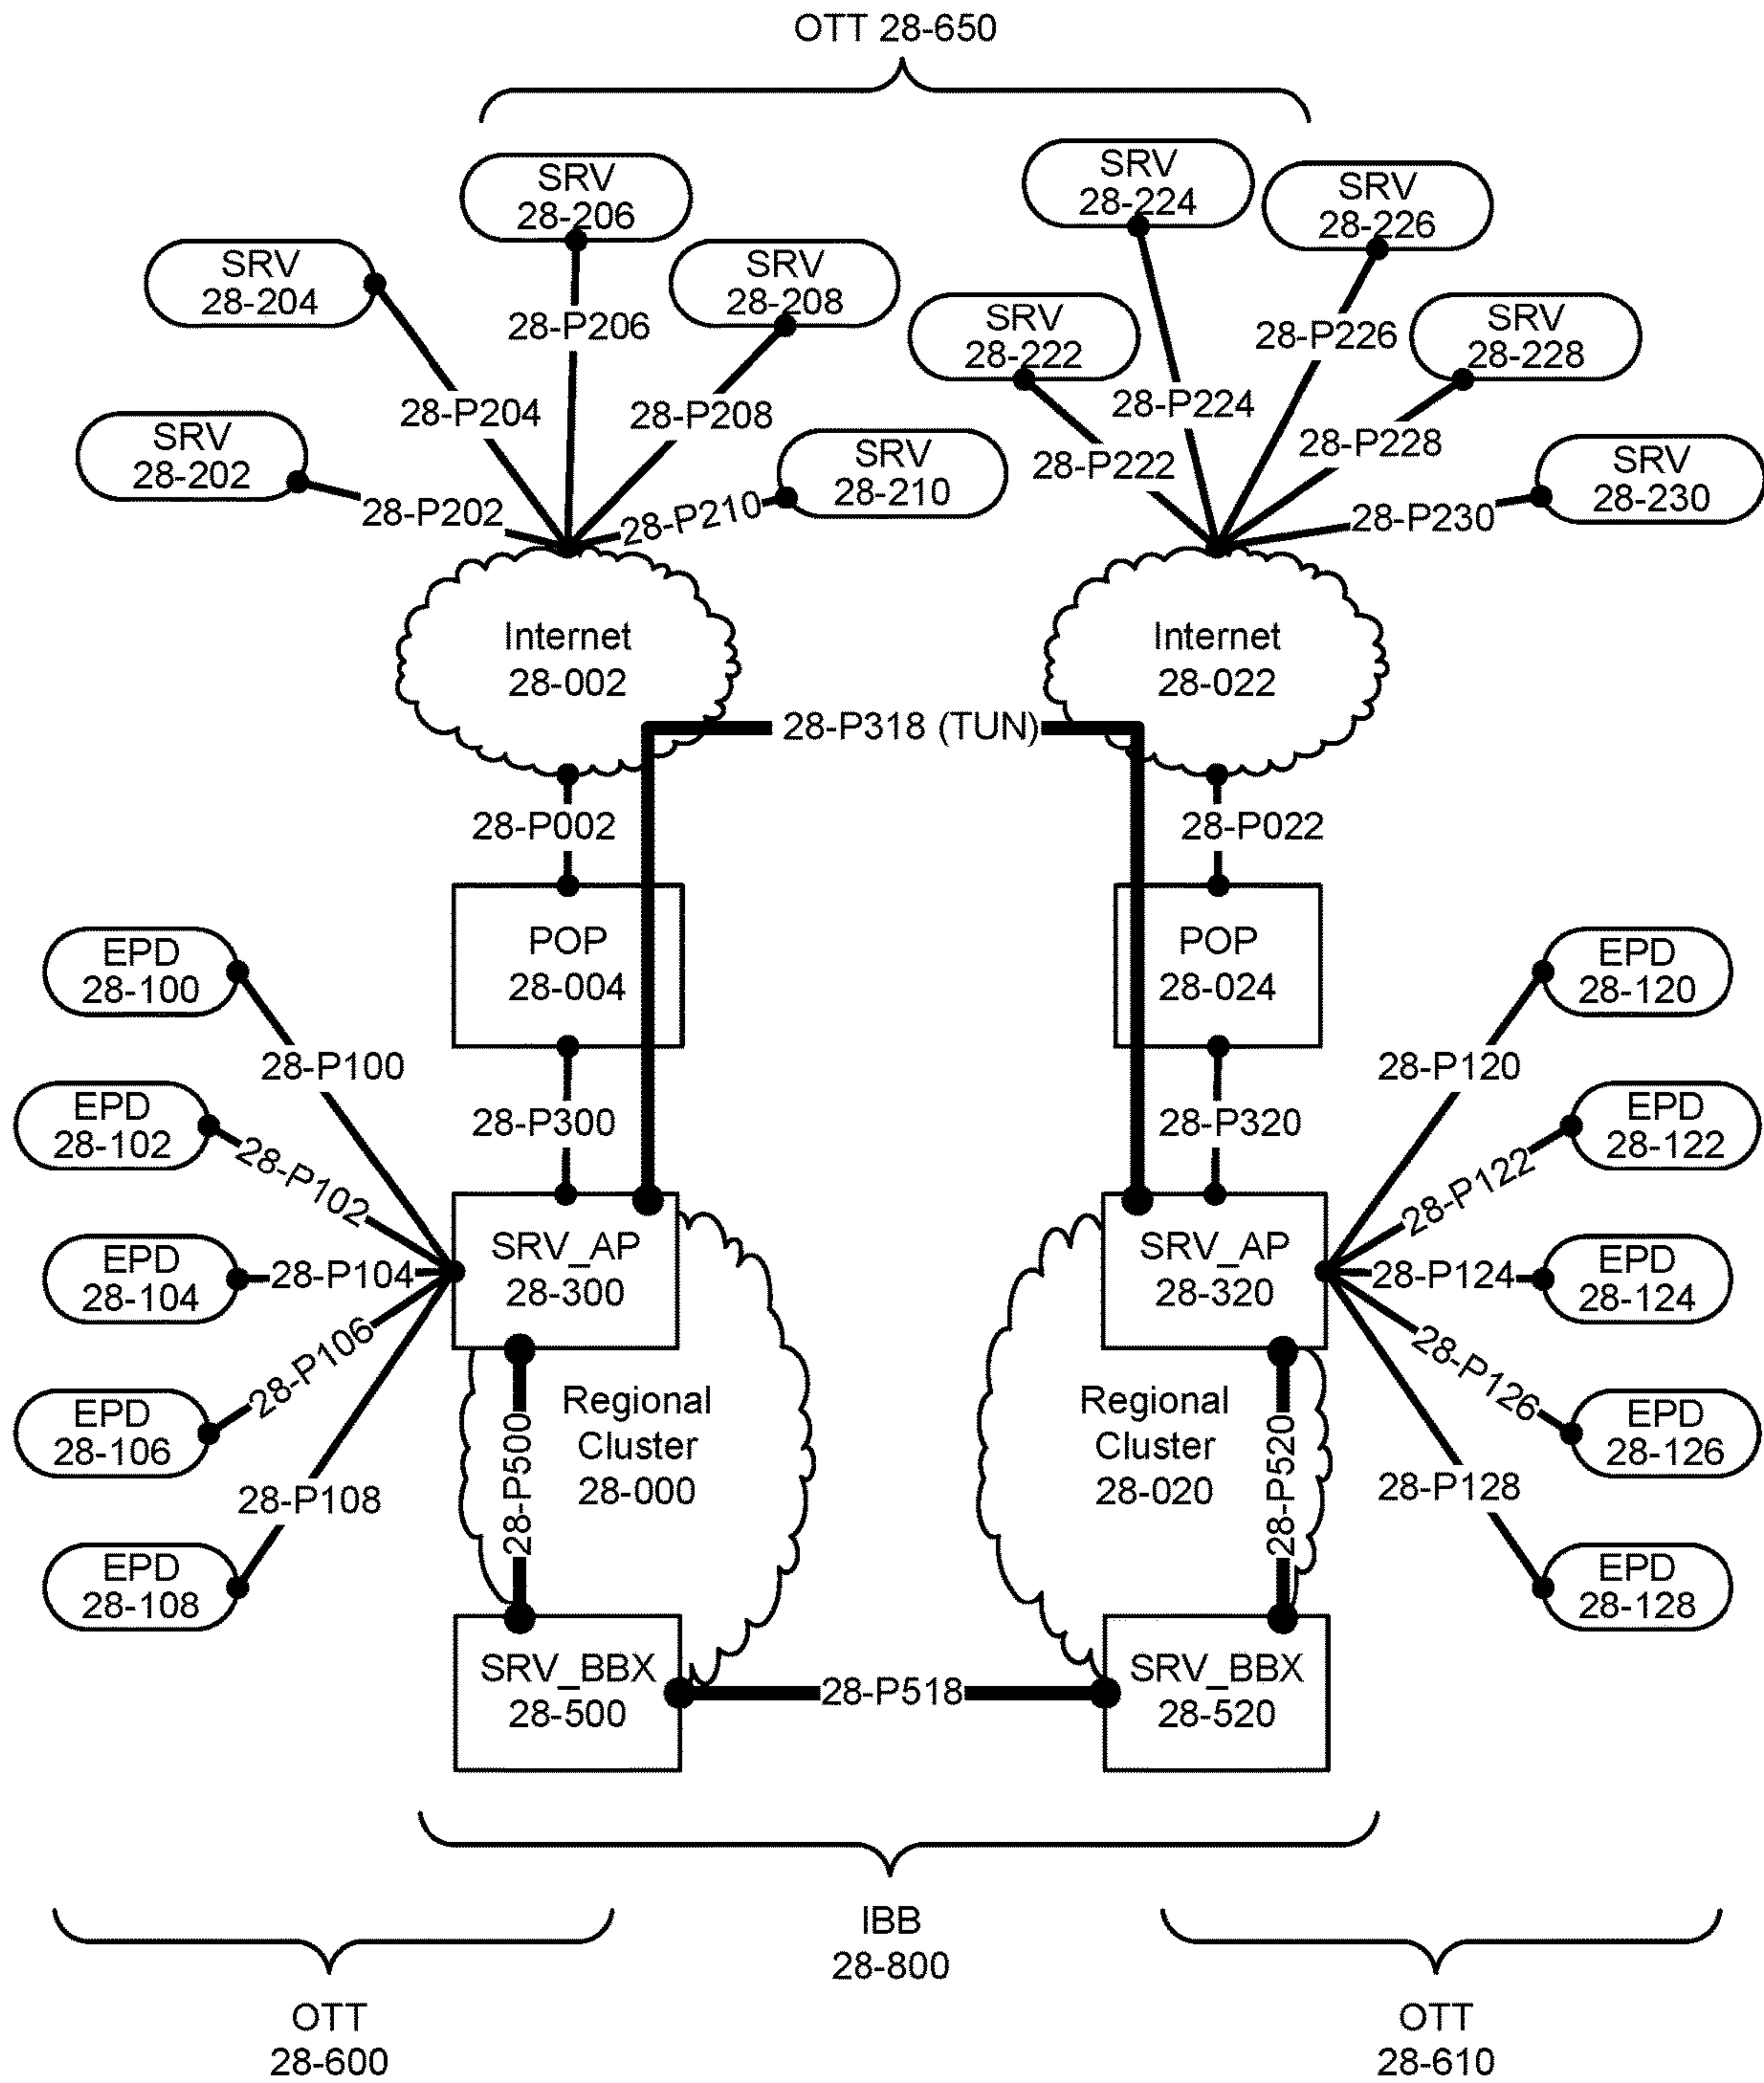 OTT 28-650
SRV
28-206
SRV
28-224
SRV
28-226
SRV
28-204
SRV
28-208
SRV
28-222
SRV
28-228
28-P206
28-P226
28-P204
28-P208
28-P224
28-P228
SRV
28-202
SRV
28-210
28-P222
SRV
28-230
28-P202
28-P210
28-P230
Internet
28-002
Internet
28-022
28-P318 (TUN)
28-P002
28-P022
POP
28-004
POP
28-024
EPD
28-100
EPD
28-120
28-P100
28-P120
EPD
28-102
28-P300
28-P320
EPD
28-122
28-P102
28-P122
EPD
28-104
28-P104
SRV_AP
28-300
SRV_AP
28-320
28-P124
EPD
28-124
28-P106
28-P126
EPD
28-106
28-P500
Regional
Cluster
28-000
Regional
Cluster
28-020
28-P520
EPD
28-126
28-P108
28-P128
EPD
28-108
EPD
28-128
SRV_BBX
28-500
28-P518
SRV_BBX
28-520
IBB
28-800
OTT
28-600
OTT
28-610